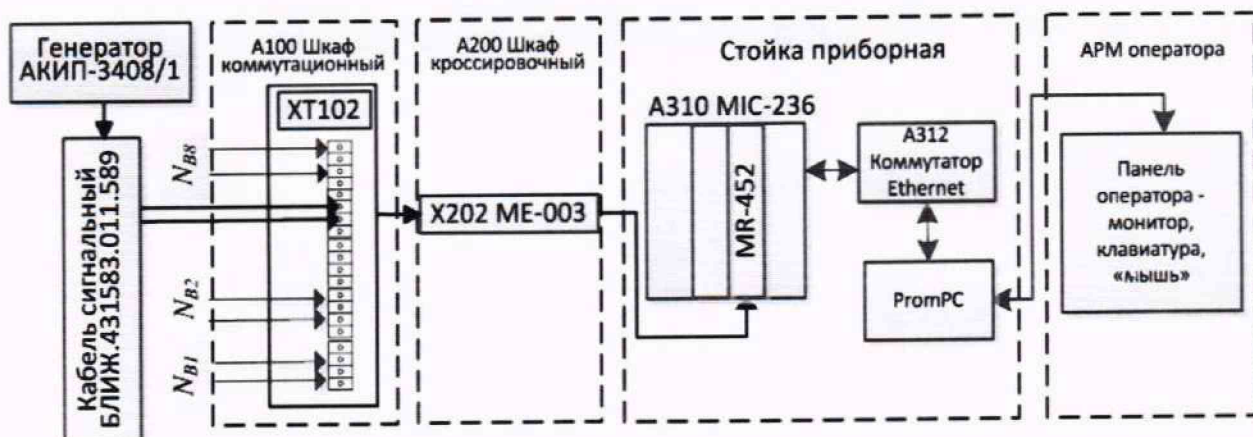 Генератор
АКИП-3408/1
Кабель сигнальный
БЛИЖ.431583.011.589
А100 Шкаф
коммутационный
XT102
N_B8
N_B2
N_B1
А200 Шкаф
кроссировочный
X202 ME-003
Стойка приборная
A310 MIC-236
MR-452
A312
Коммутатор
Ethernet
PromPC
АРМ оператора
Панель
оператора -
монитор,
клавиатура,
«мышь»